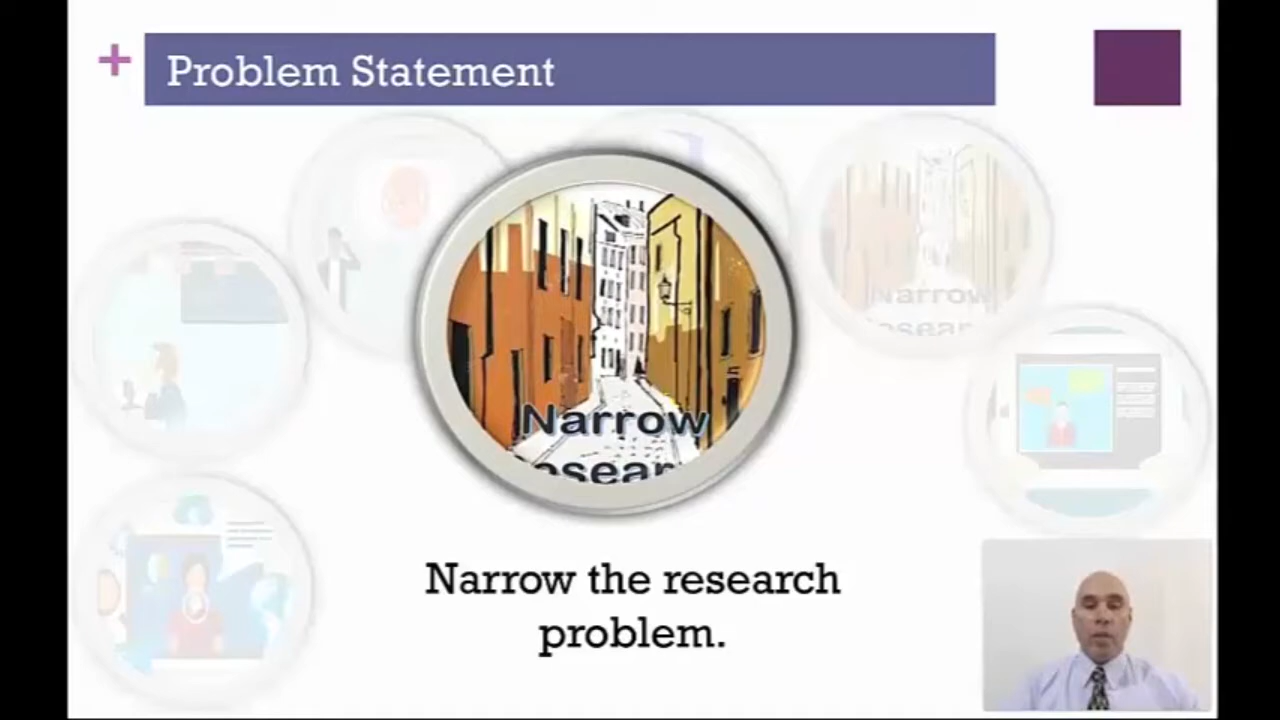 + Problem Statement
Narrow
Narrow
the research
problem.